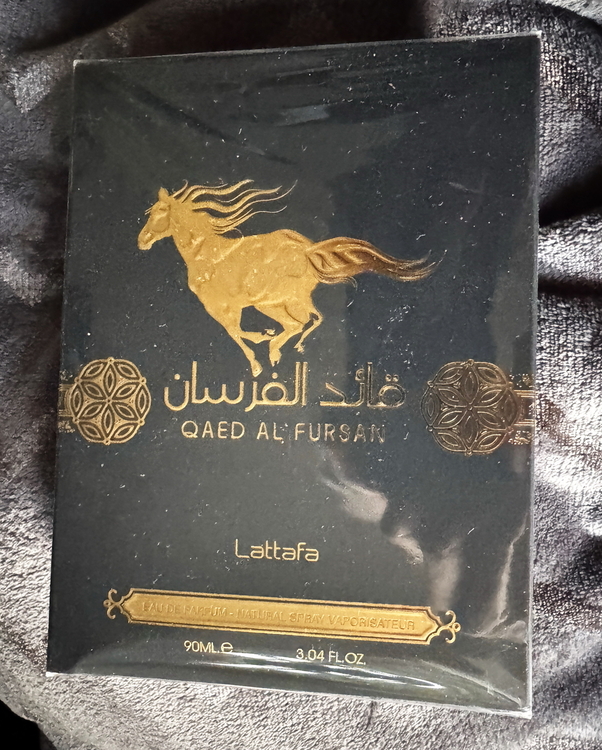 قائد الفرسان
QAED AL FURSAN
Lattafa
EAU DE PARFUM - NATURAL SPRAY VAPORISATEUR
90ML.℮ 3.04 FL.OZ.